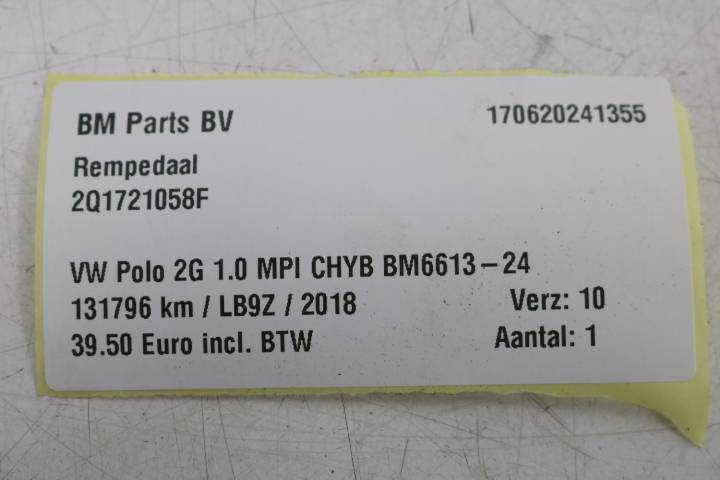 BM Parts BV 170620241355
Rempedaal
2Q1721058F
VW Polo 2G 1.0 MPI CHYB BM6613-24
131796 km / LB9Z / 2018 Verz: 10
39.50 Euro incl. BTW Aantal: 1